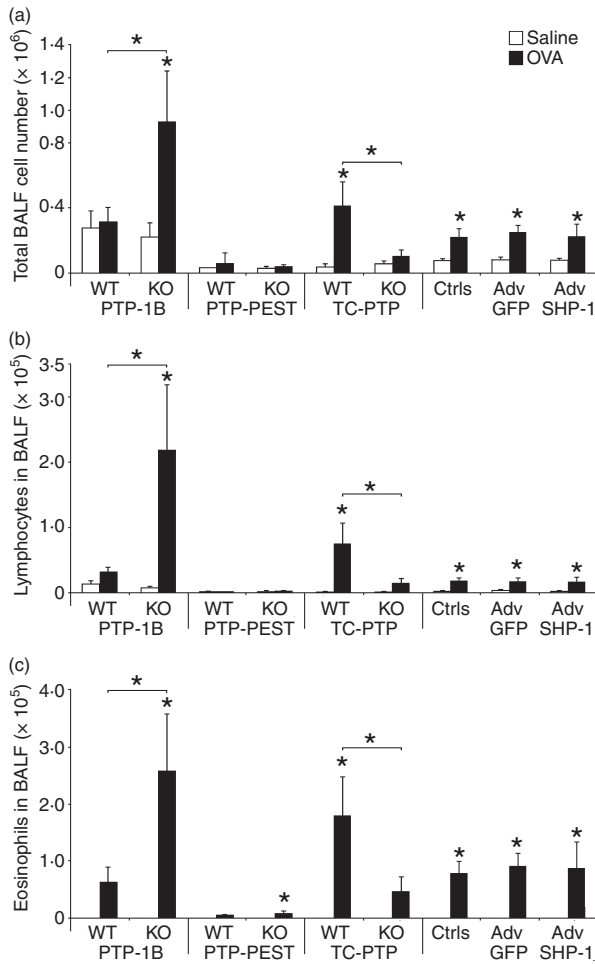 (a)
Total BALF cell number (× 10⁶)
1·4
1·2
0·8
0·4
0
Saline
OVA
*
*
*
*
*
*
*
WT KO WT KO WT KO Ctrls Adv Adv
PTP-1B PTP-PEST TC-PTP GFP SHP-1
(b)
Lymphocytes in BALF (× 10⁵)
3·5
2·0
1·0
0
*
*
*
*
*
*
*
WT KO WT KO WT KO Ctrls Adv Adv
PTP-1B PTP-PEST TC-PTP GFP SHP-1
(c)
Eosinophils in BALF (× 10⁵)
4.0
3·0
2·0
1·0
0
*
*
*
*
*
*
*
*
WT KO WT KO WT KO Ctrls Adv Adv
PTP-1B PTP-PEST TC-PTP GFP SHP-1